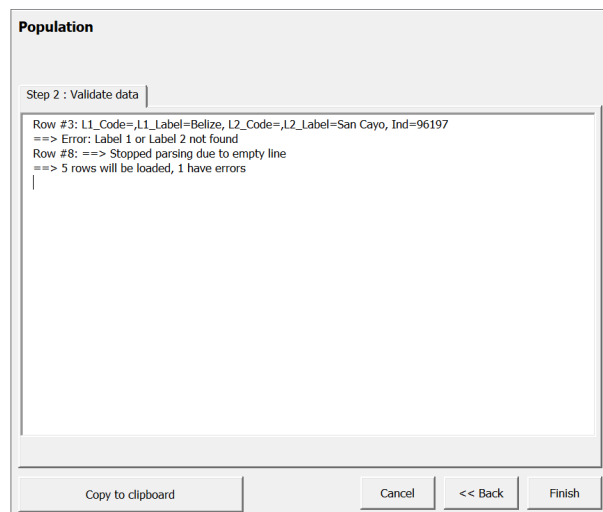 Population
Step 2 : Validate data
Row #3: L1_Code=,L1_Label=Belize, L2_Code=,L2_Label=San Cayo, Ind=96197
==> Error: Label 1 or Label 2 not found
Row #8: ==> Stopped parsing due to empty line
==> 5 rows will be loaded, 1 have errors
Copy to clipboard
Cancel
<< Back
Finish